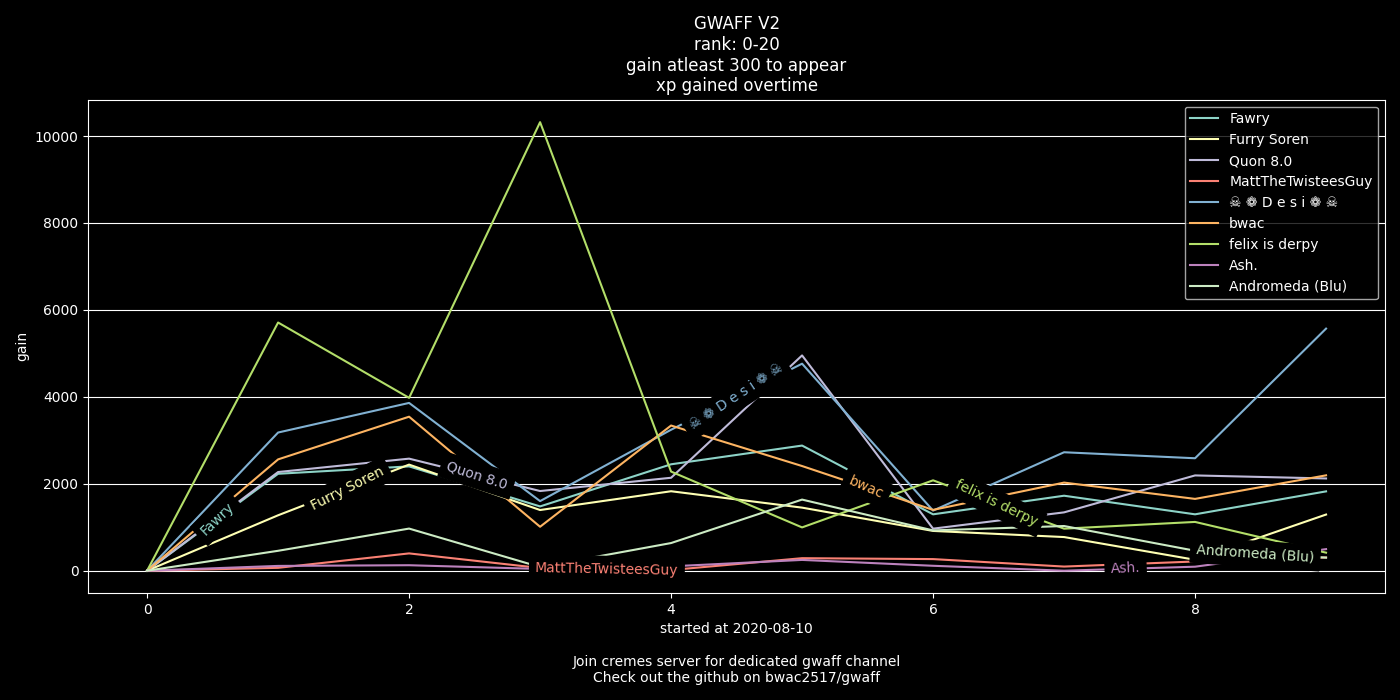 GWAFF V2
rank: 0-20
gain atleast 300 to appear
xp gained overtime
gain
10000
8000
6000
4000
2000
0
Fawry
Furry Soren
Quon 8.0
MattTheTwisteesGuy
☠ ❁ D e s i ❁ ☠
bwac
felix is derpy
Ash.
Andromeda (Blu)
Fawry
Furry Soren
Quon 8.0
MattTheTwisteesGuy
☠ ❁ D e s i ❁ ☠
bwac
felix is derpy
Ash.
Andromeda (Blu)
0
2
4
6
8
started at 2020-08-10
Join cremes server for dedicated gwaff channel
Check out the github on bwac2517/gwaff